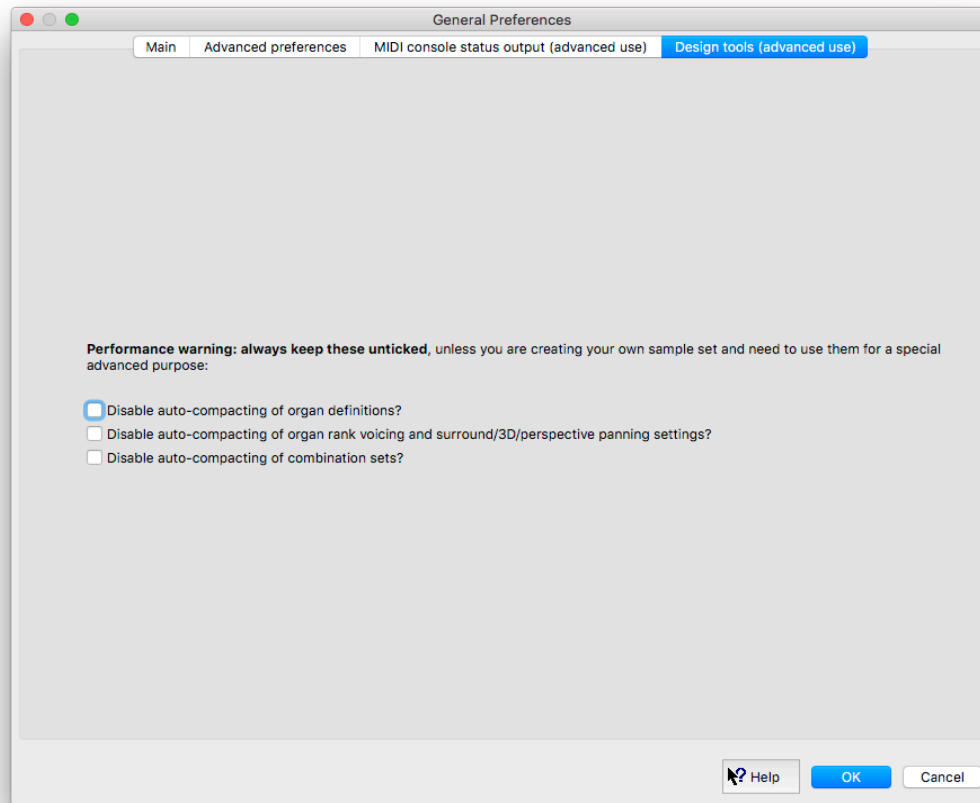 General Preferences
Main
Advanced preferences
MIDI console status output (advanced use)
Design tools (advanced use)
Performance warning: always keep these unticked, unless you are creating your own sample set and need to use them for a special
advanced purpose:
Disable auto-compacting of organ definitions?
Disable auto-compacting of organ rank voicing and surround/3D/perspective panning settings?
Disable auto-compacting of combination sets?
? Help
OK
Cancel